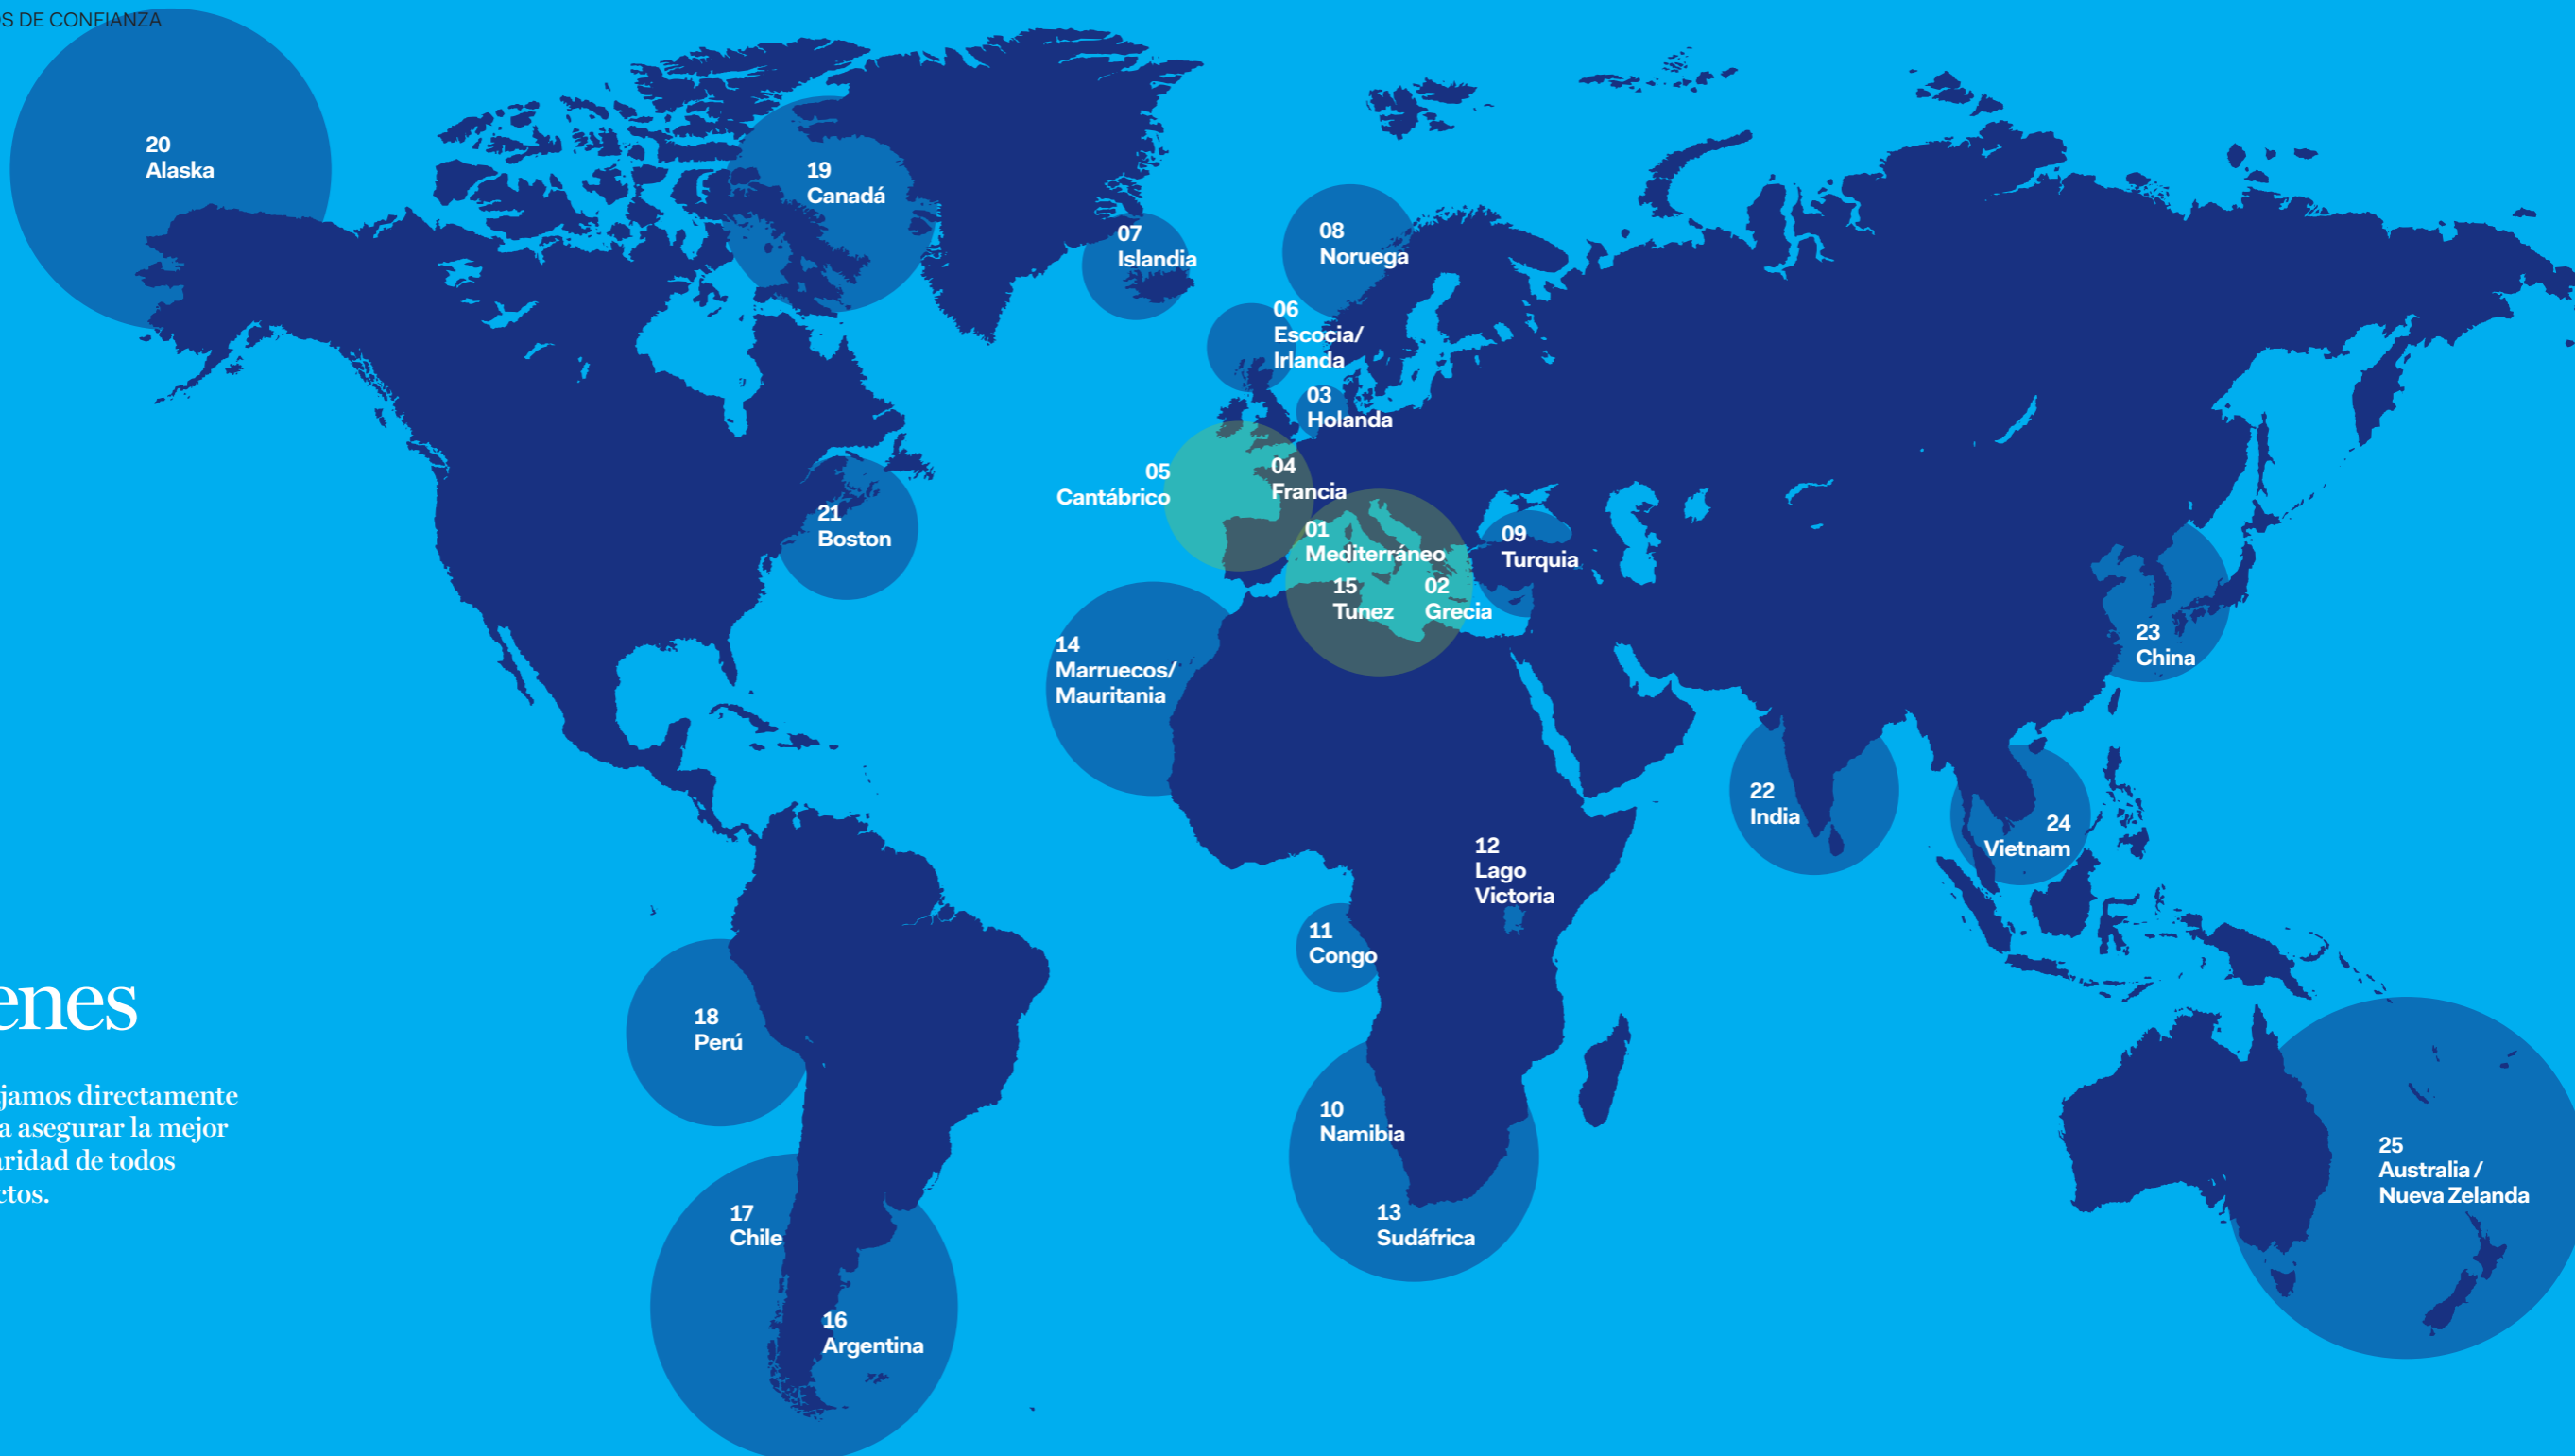 OS DE CONFIANZA
20
Alaska
19
Canadá
07
Islandia
08
Noruega
06
Escocia/
Irlanda
03
Holanda
05
Cantábrico
04
Francia
21
Boston
01
Mediterráneo
09
Turquia
15
Tunez
02
Grecia
14
Marruecos/
Mauritania
23
China
22
India
24
Vietnam
12
Lago
Victoria
11
Congo
18
Perú
10
Namibia
13
Sudáfrica
17
Chile
16
Argentina
25
Australia /
Nueva Zelanda
enes
jamos directamente
a asegurar la mejor
aridad de todos
ctos.